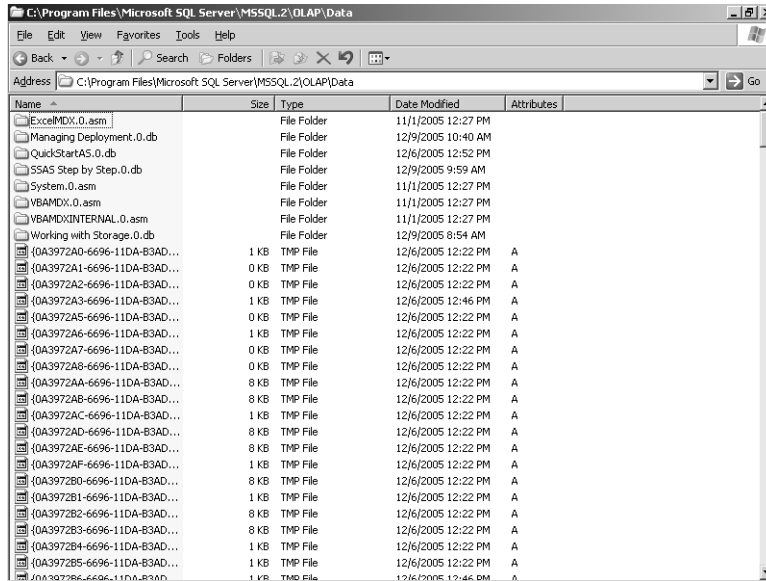 C:\Program Files\Microsoft SQL Server\MSSQL.2\OLAP\Data
File Edit View Favorites Tools Help
Back Search Folders
Address C:\Program Files\Microsoft SQL Server\MSSQL.2\OLAP\Data Go
Name Size Type Date Modified Attributes
ExcelMDX.0.asm File Folder 11/1/2005 12:27 PM
Managing Deployment.0.db File Folder 12/9/2005 10:40 AM
QuickStartAS.0.db File Folder 12/6/2005 12:52 PM
SSAS Step by Step.0.db File Folder 12/9/2005 9:59 AM
System.0.asm File Folder 11/1/2005 12:27 PM
VBAMDX.0.asm File Folder 11/1/2005 12:27 PM
VBAMDXINTERNAL.0.asm File Folder 11/1/2005 12:27 PM
Working with Storage.0.db File Folder 12/9/2005 8:54 AM
{0A3972A0-6696-11DA-B3AD... 1 KB TMP File 12/6/2005 12:22 PM A
{0A3972A1-6696-11DA-B3AD... 0 KB TMP File 12/6/2005 12:22 PM A
{0A3972A2-6696-11DA-B3AD... 0 KB TMP File 12/6/2005 12:22 PM A
{0A3972A3-6696-11DA-B3AD... 1 KB TMP File 12/6/2005 12:46 PM A
{0A3972A5-6696-11DA-B3AD... 0 KB TMP File 12/6/2005 12:22 PM A
{0A3972A6-6696-11DA-B3AD... 1 KB TMP File 12/6/2005 12:22 PM A
{0A3972A7-6696-11DA-B3AD... 0 KB TMP File 12/6/2005 12:22 PM A
{0A3972A8-6696-11DA-B3AD... 0 KB TMP File 12/6/2005 12:22 PM A
{0A3972AA-6696-11DA-B3AD... 8 KB TMP File 12/6/2005 12:22 PM A
{0A3972AB-6696-11DA-B3AD... 8 KB TMP File 12/6/2005 12:22 PM A
{0A3972AC-6696-11DA-B3AD... 1 KB TMP File 12/6/2005 12:22 PM A
{0A3972AD-6696-11DA-B3AD... 8 KB TMP File 12/6/2005 12:22 PM A
{0A3972AE-6696-11DA-B3AD... 8 KB TMP File 12/6/2005 12:22 PM A
{0A3972AF-6696-11DA-B3AD... 1 KB TMP File 12/6/2005 12:22 PM A
{0A3972B0-6696-11DA-B3AD... 8 KB TMP File 12/6/2005 12:22 PM A
{0A3972B1-6696-11DA-B3AD... 1 KB TMP File 12/6/2005 12:22 PM A
{0A3972B2-6696-11DA-B3AD... 8 KB TMP File 12/6/2005 12:22 PM A
{0A3972B3-6696-11DA-B3AD... 8 KB TMP File 12/6/2005 12:22 PM A
{0A3972B4-6696-11DA-B3AD... 1 KB TMP File 12/6/2005 12:22 PM A
{0A3972B5-6696-11DA-B3AD... 1 KB TMP File 12/6/2005 12:22 PM A
{0A3972B6-6696-11DA-B3AD... 1 KB TMP File 12/6/2005 12:46 PM A